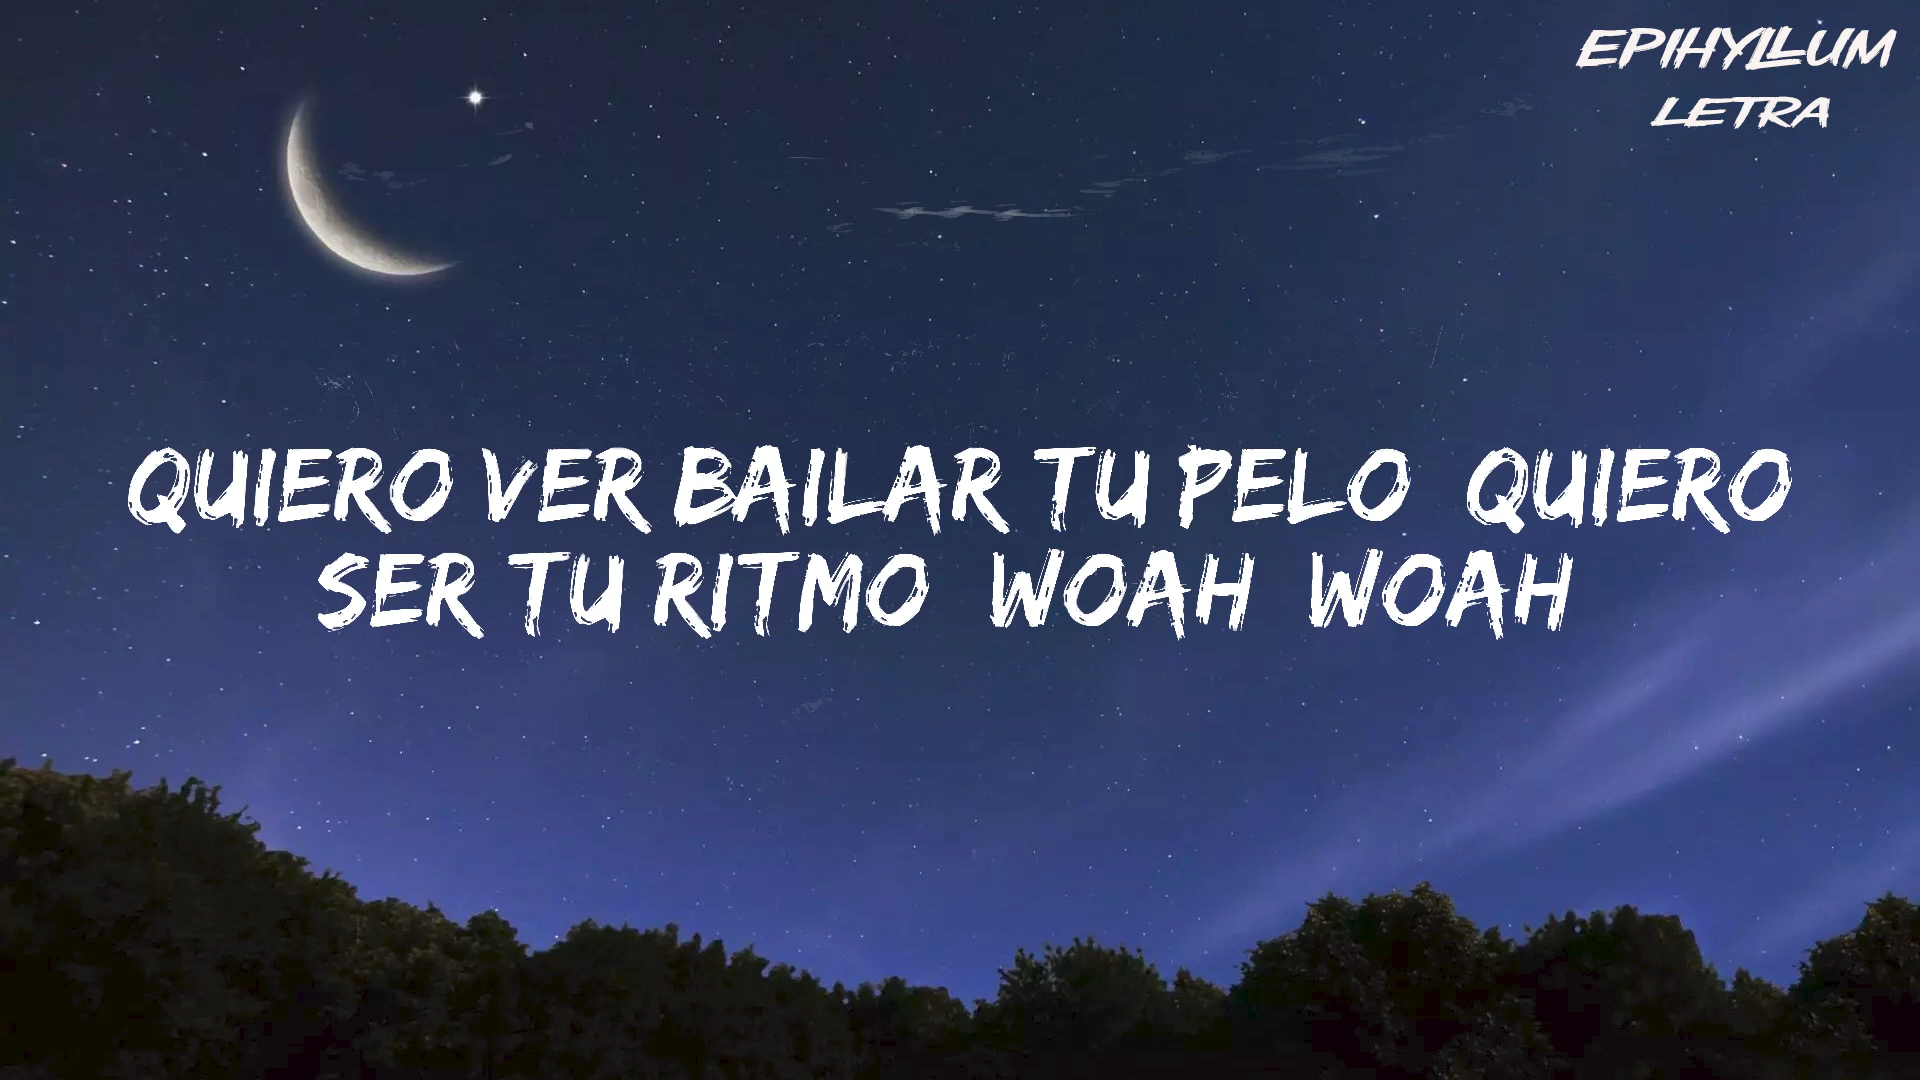 EPIHYLLUM
LETRA
QUIERO VER BAILAR TU PELO QUIERO
SER TU RITMO WOAH WOAH